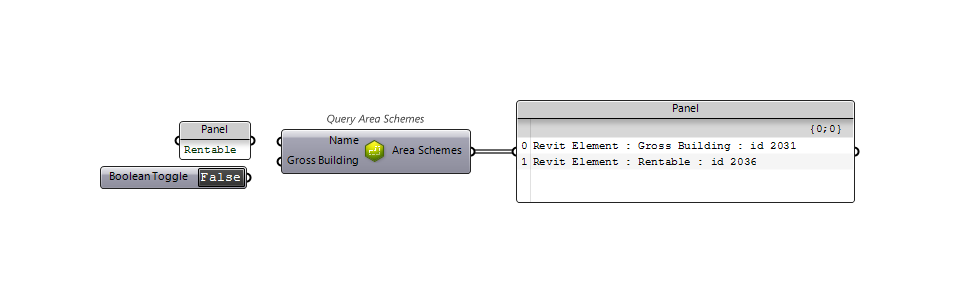 Query Area Schemes
Panel
Rentable
Boolean Toggle False
Name
Gross Building
Area Schemes
Panel
{0;0}
0 Revit Element : Gross Building : id 2031
1 Revit Element : Rentable : id 2036